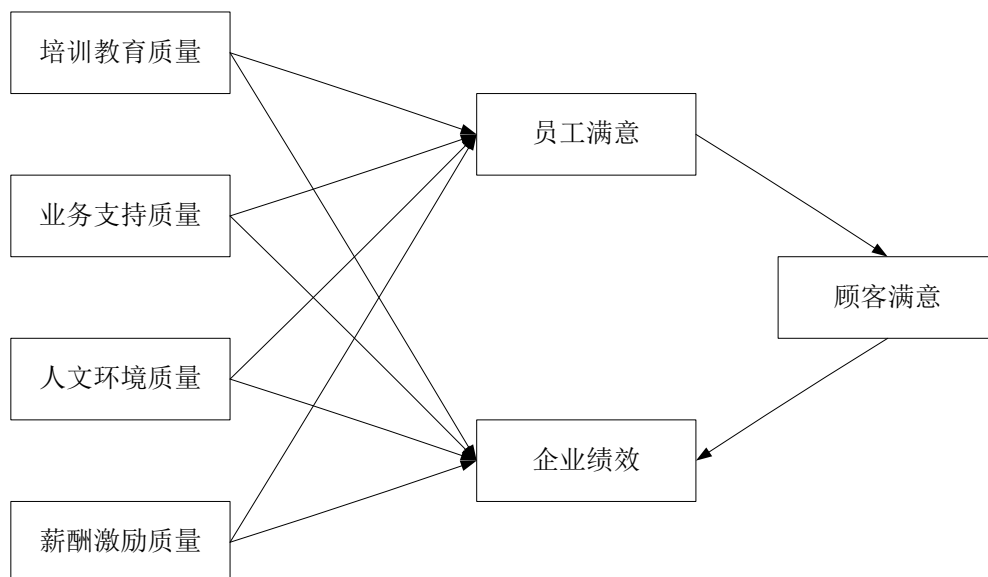 培训教育质量
员工满意
业务支持质量
顾客满意
人文环境质量
企业绩效
薪酬激励质量